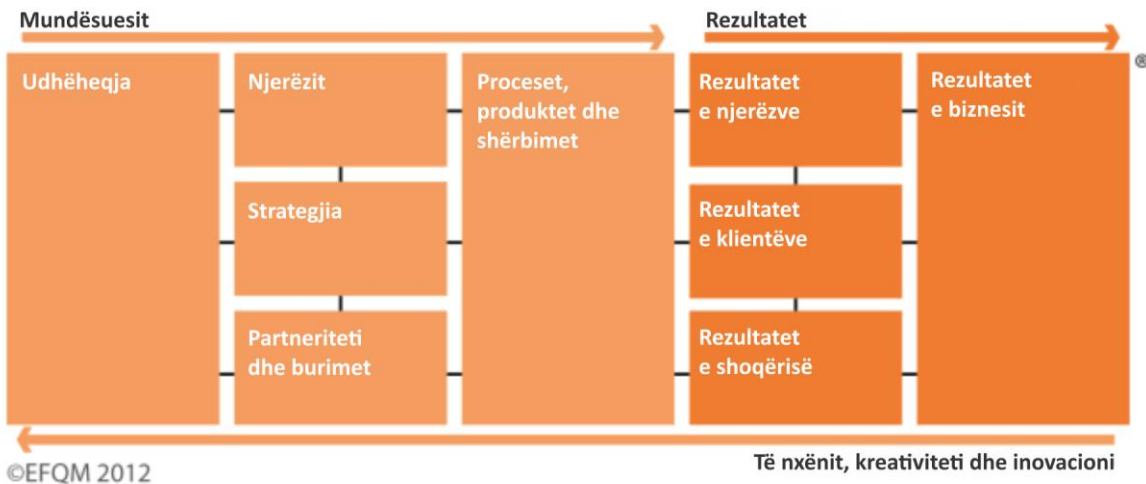 Mundësuesit
Rezultatet
Udhëheqja
Njerëzit
Proceset,
produktet dhe
shërbimet
Rezultatet
e njerëzve
Rezultatet
e biznesit
®
Strategjia
Rezultatet
e klientëve
Partneriteti
dhe burimet
Rezultatet
e shoqërisë
Të nxënit, kreativiteti dhe inovacioni
©EFQM 2012